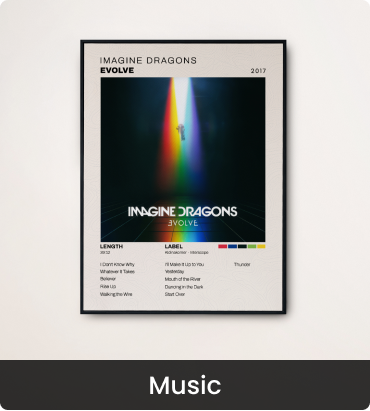 IMAGINE DRAGONS
EVOLVE 2017
IMAGINE DRAGONS
EVOLVE
LENGTH LABEL
Kidinakorner - Interscope
I Don't Know Why I'll Make It Up to You Thunder
Whatever It Takes Yesterday
Believer Mouth of the River
Rise Up Dancing in the Dark
Walking the Wire Start Over
Music